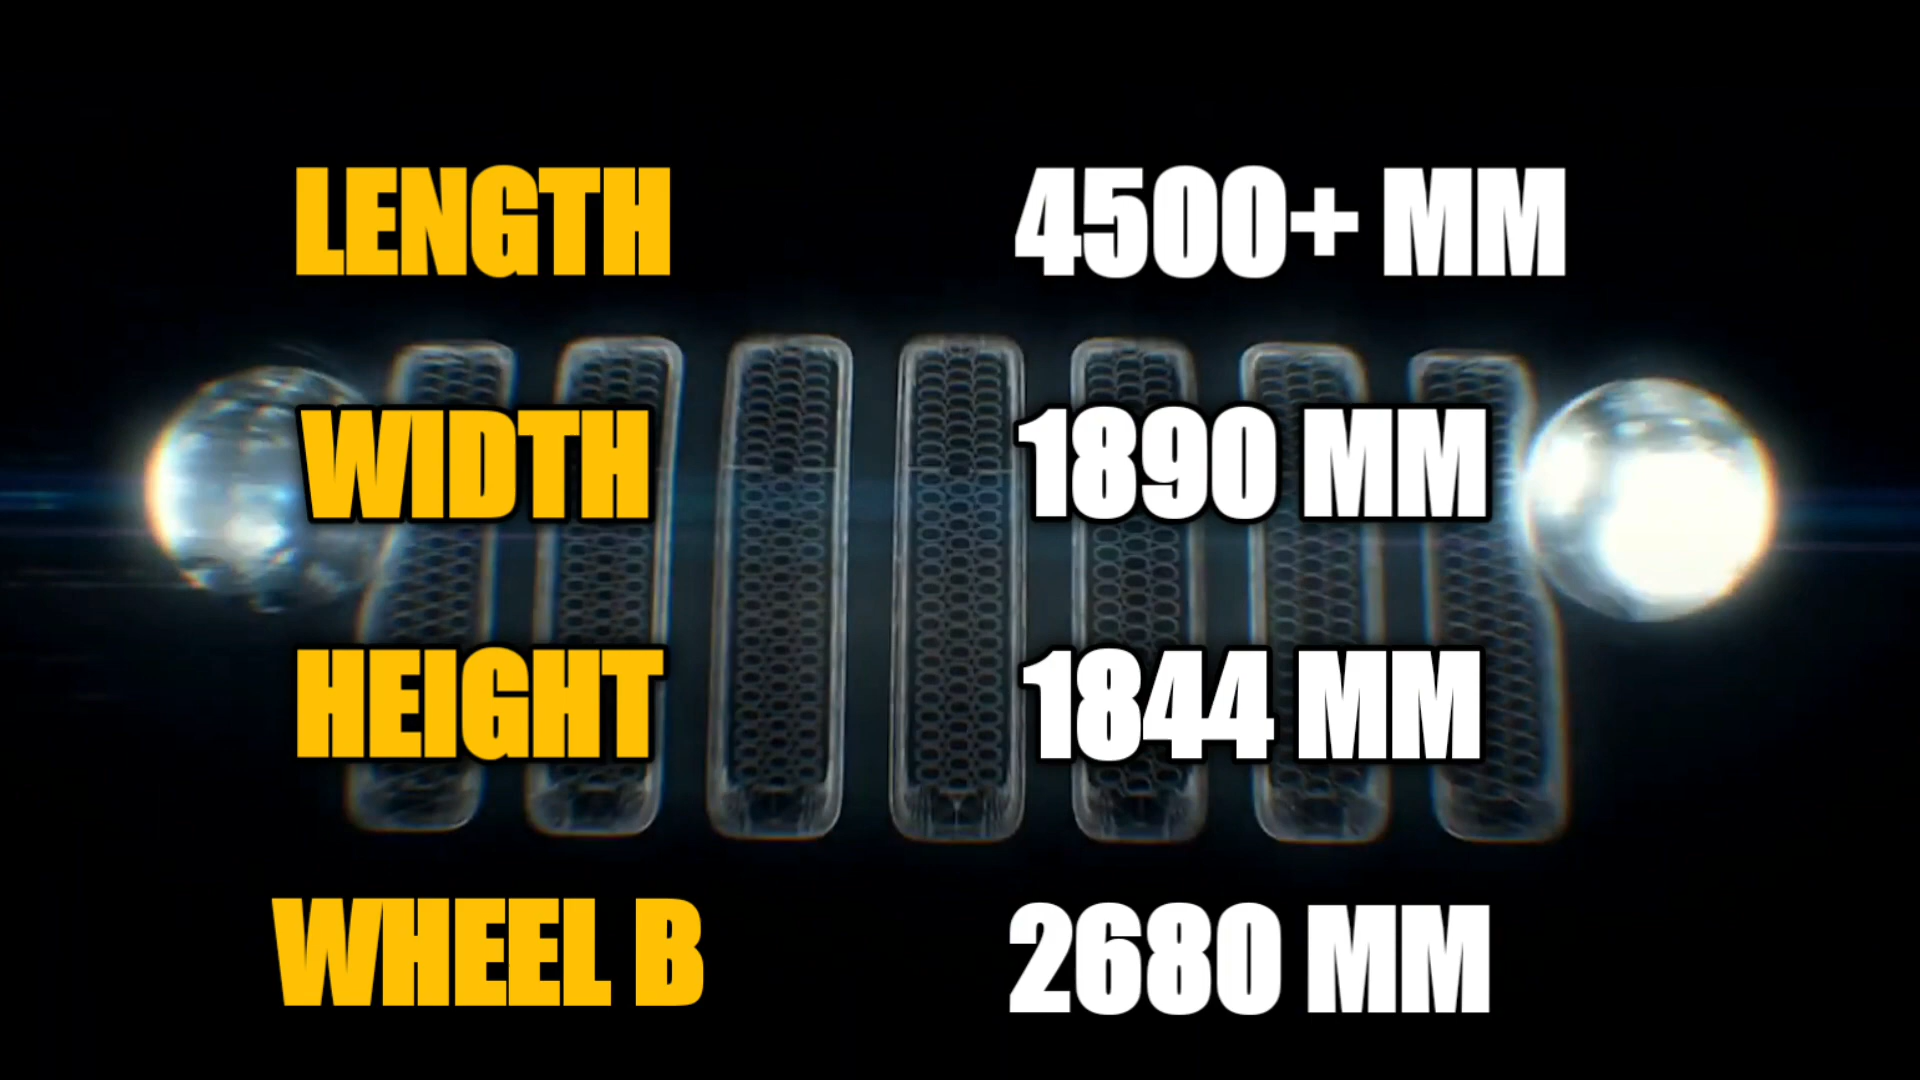 LENGTH 4500+ MM
WIDTH 1890 MM
HEIGHT 1844 MM
WHEEL B 2680 MM